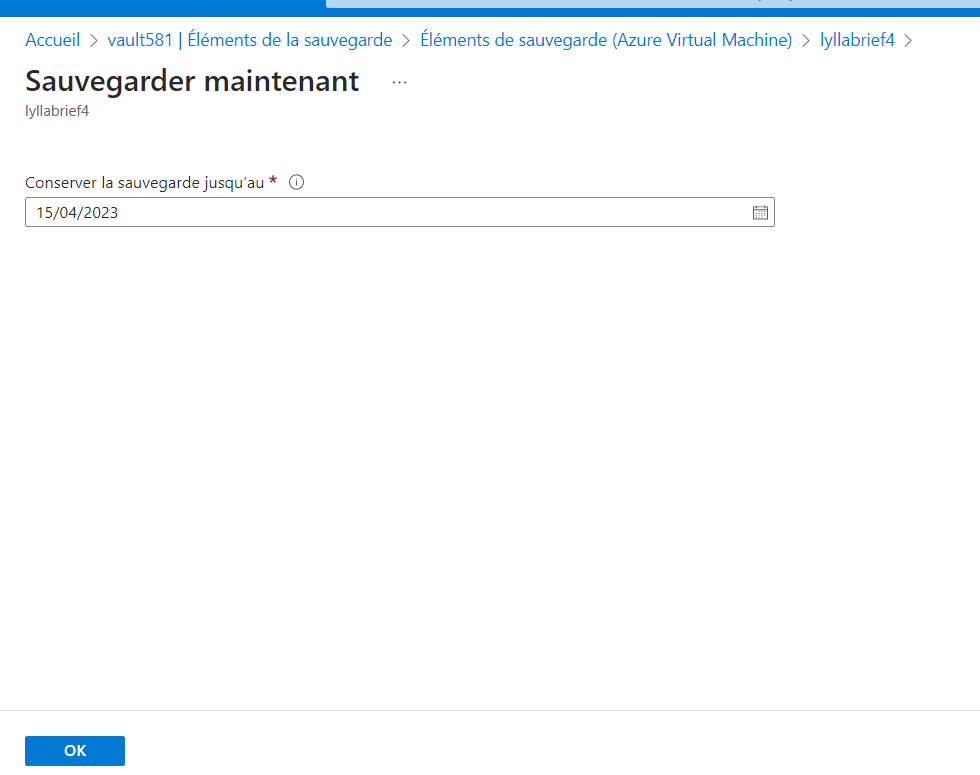 Accueil > vault581 | Éléments de la sauvegarde > Éléments de sauvegarde (Azure Virtual Machine) > lyllabrief4 >
Sauvegarder maintenant ...
lyllabrief4
Conserver la sauvegarde jusqu'au *
15/04/2023
OK